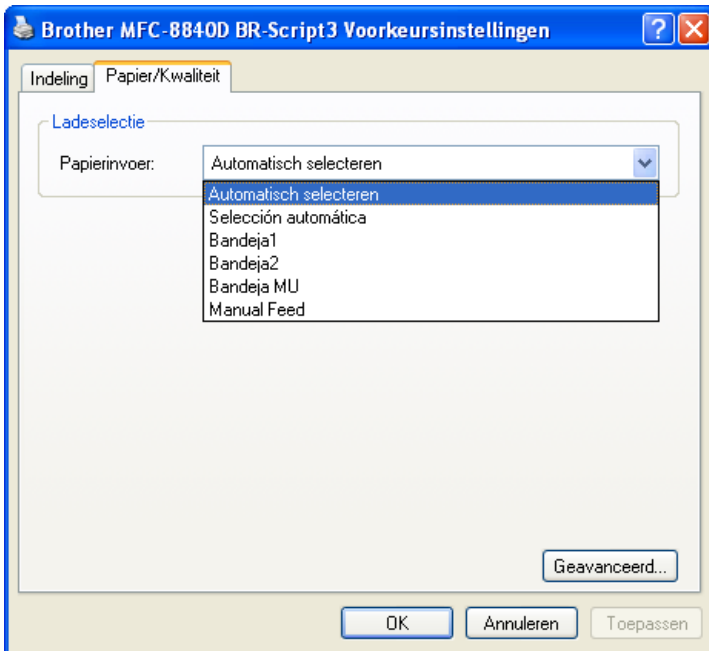 Brother MFC-8840D BR-Script3 Voorkeursinstellingen
Indeling Papier/Kwaliteit
Ladeselectie
Papierinvoer: Automatisch selecteren
Automatisch selecteren
Selección automática
Bandeja1
Bandeja2
Bandeja MU
Manual Feed
Geavanceerd...
OK Annuleren Toepassen